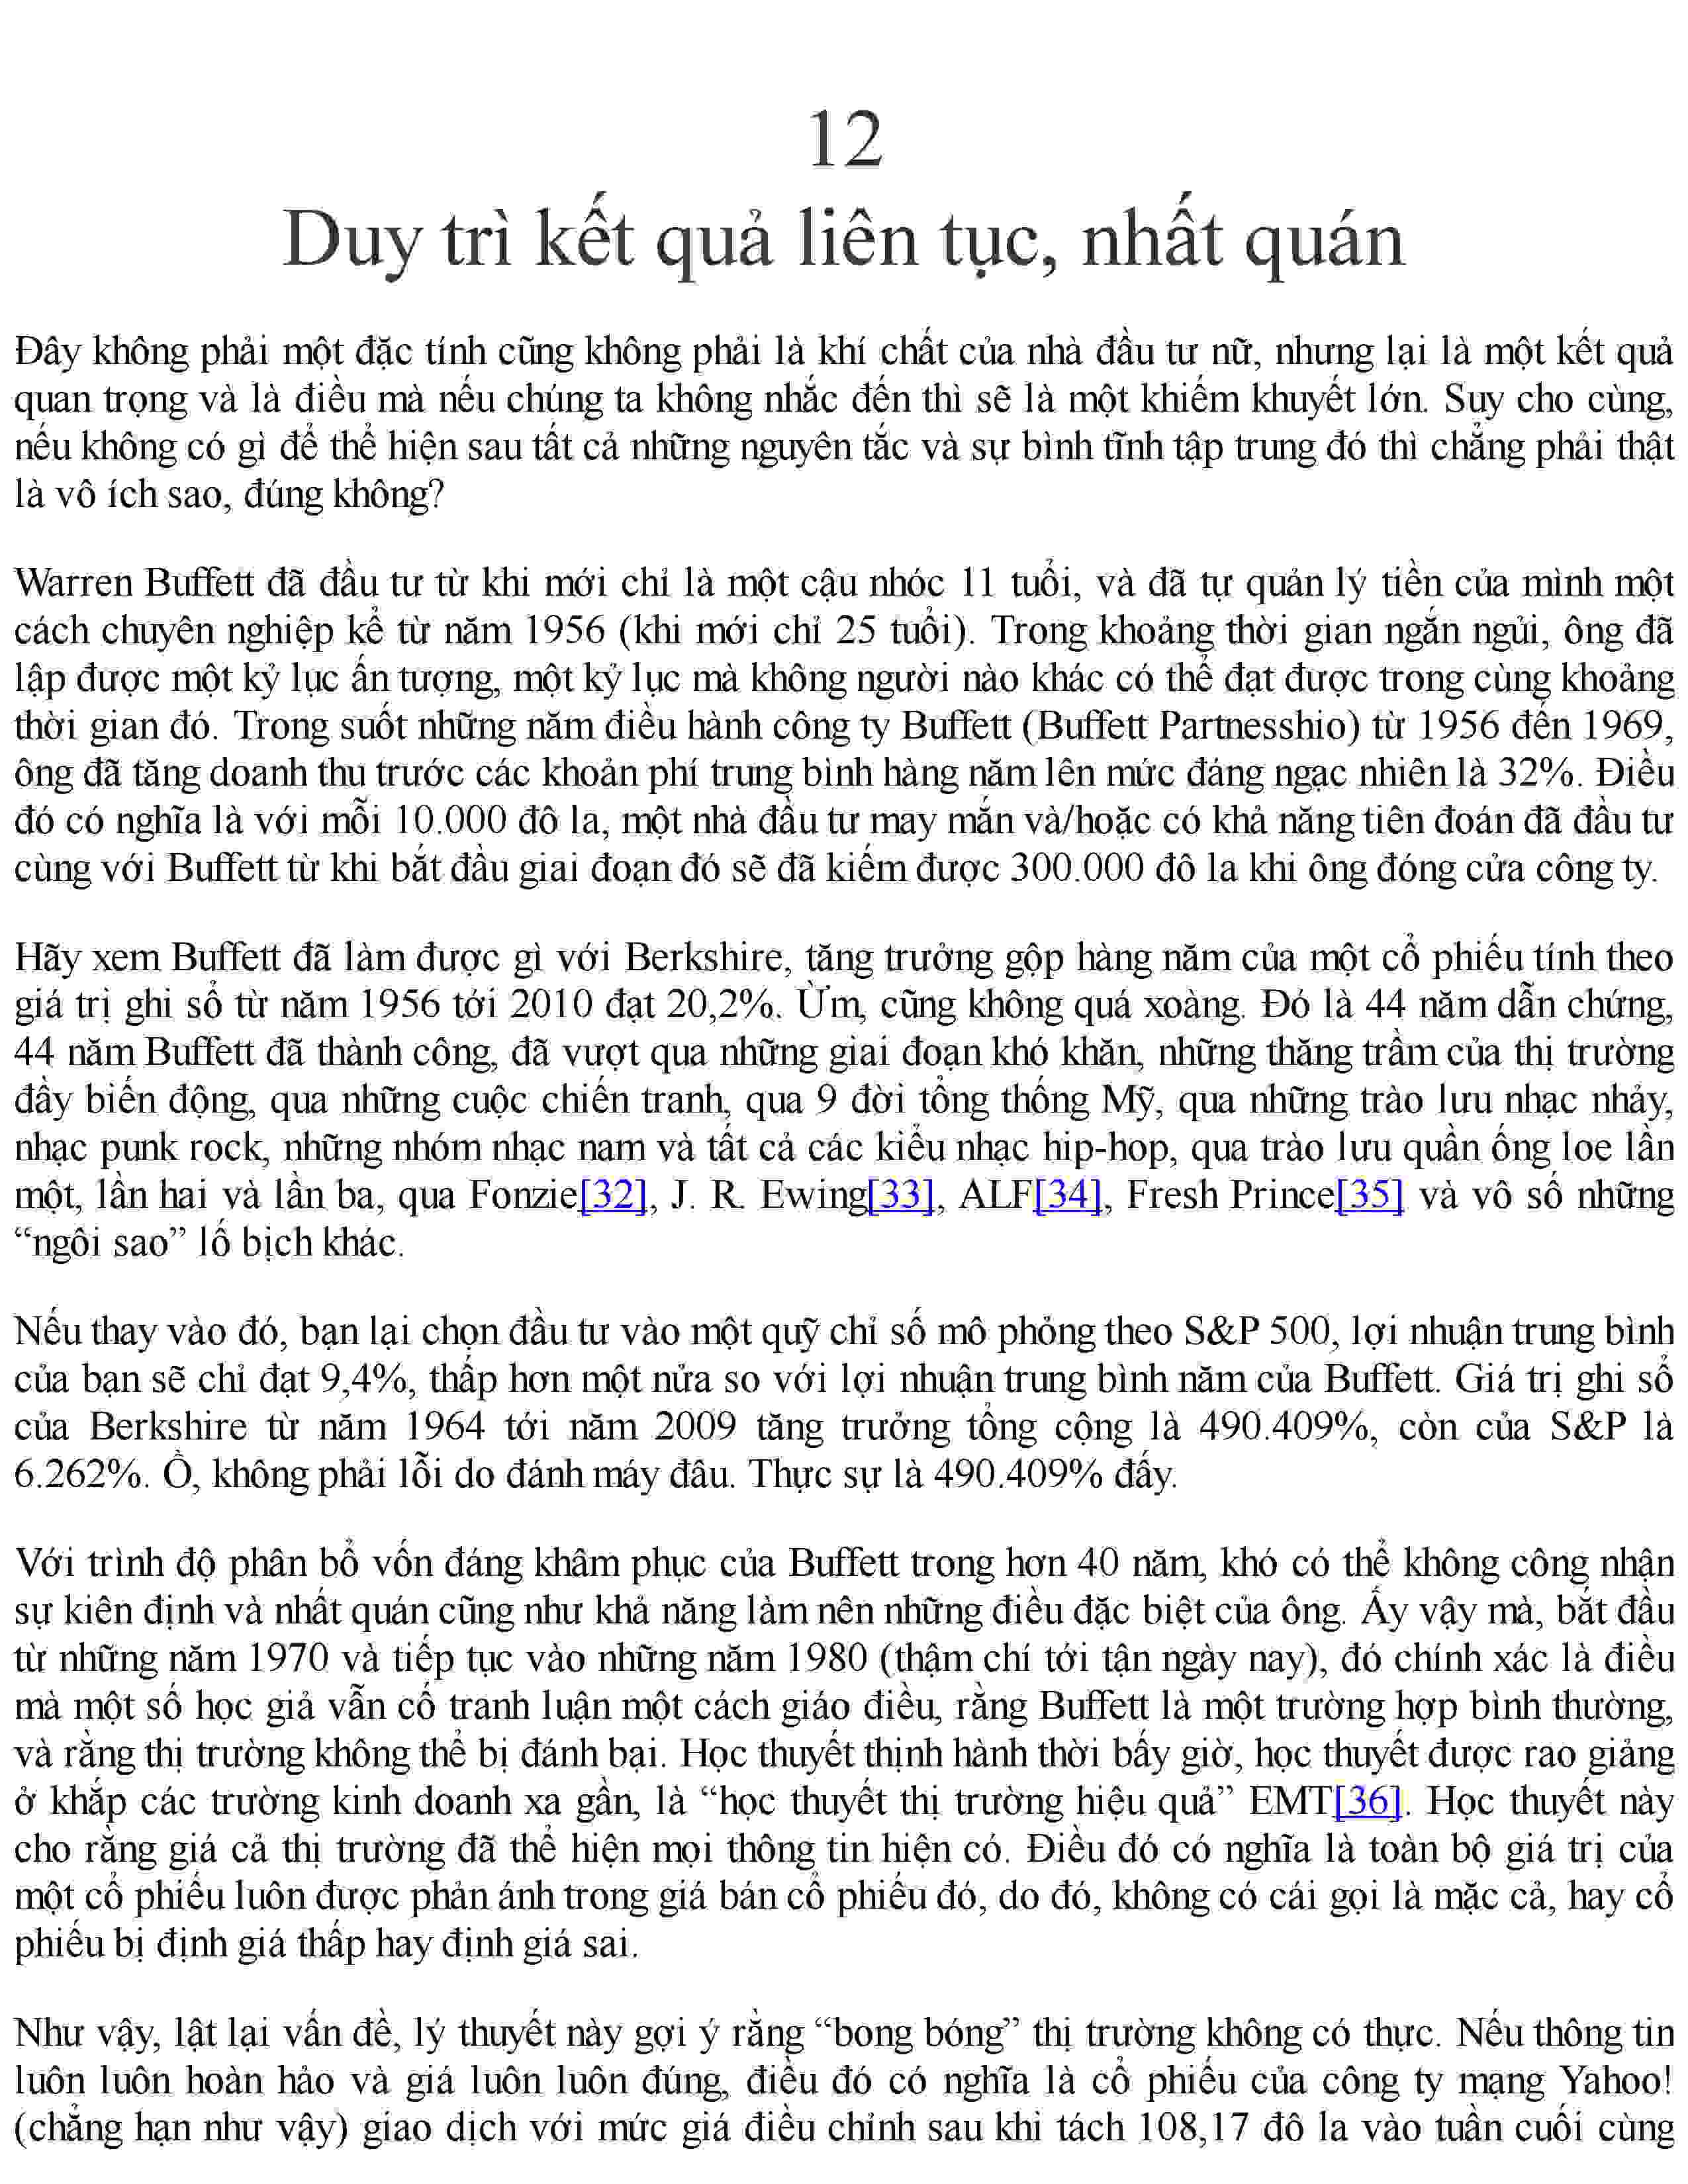 12
Duy trì kết quả liên tục, nhất quán
Đây không phải một đặc tính cũng không phải là khí chất của nhà đầu tư nữ, nhưng lại là một kết quả
quan trọng và là điều mà nếu chúng ta không nhắc đến thì sẽ là một khiếm khuyết lớn. Suy cho cùng,
nếu không có gì để thể hiện sau tất cả những nguyên tắc và sự bình tĩnh tập trung đó thì chẳng phải thật
là vô ích sao, đúng không?
Warren Buffett đã đầu tư từ khi mới chỉ là một cậu nhóc 11 tuổi, và đã tự quản lý tiền của mình một
cách chuyên nghiệp kể từ năm 1956 (khi mới chỉ 25 tuổi). Trong khoảng thời gian ngắn ngủi, ông đã
lập được một kỷ lục ấn tượng, một kỷ lục mà không người nào khác có thể đạt được trong cùng khoảng
thời gian đó. Trong suốt những năm điều hành công ty Buffett (Buffett Partnesshio) từ 1956 đến 1969,
ông đã tăng doanh thu trước các khoản phí trung bình hàng năm lên mức đáng ngạc nhiên là 32%. Điều
đó có nghĩa là với mỗi 10.000 đô la, một nhà đầu tư may mắn và/hoặc có khả năng tiên đoán đã đầu tư
cùng với Buffett từ khi bắt đầu giai đoạn đó sẽ đã kiếm được 300.000 đô la khi ông đóng cửa công ty.
Hãy xem Buffett đã làm được gì với Berkshire, tăng trưởng gộp hàng năm của một cổ phiếu tính theo
giá trị ghi sổ từ năm 1956 tới 2010 đạt 20,2%. Ừm, cũng không quá xoàng. Đó là 44 năm dẫn chứng,
44 năm Buffett đã thành công, đã vượt qua những giai đoạn khó khăn, những thăng trầm của thị trường
đầy biến động, qua những cuộc chiến tranh, qua 9 đời tổng thống Mỹ, qua những trào lưu nhạc nhảy,
nhạc punk rock, những nhóm nhạc nam và tất cả các kiểu nhạc hip-hop, qua trào lưu quần ống loe lần
một, lần hai và lần ba, qua Fonzie[32], J. R. Ewing[33], ALF[34], Fresh Prince[35] và vô số những
“ngôi sao” lố bịch khác.
Nếu thay vào đó, bạn lại chọn đầu tư vào một quỹ chỉ số mô phỏng theo S&P 500, lợi nhuận trung bình
của bạn sẽ chỉ đạt 9,4%, thấp hơn một nửa so với lợi nhuận trung bình năm của Buffett. Giá trị ghi sổ
của Berkshire từ năm 1964 tới năm 2009 tăng trưởng tổng cộng là 490.409%, còn của S&P là
6.262%. Ồ, không phải lỗi do đánh máy đâu. Thực sự là 490.409% đấy.
Với trình độ phân bổ vốn đáng khâm phục của Buffett trong hơn 40 năm, khó có thể không công nhận
sự kiên định và nhất quán cũng như khả năng làm nên những điều đặc biệt của ông. Ấy vậy mà, bắt đầu
từ những năm 1970 và tiếp tục vào những năm 1980 (thậm chí tới tận ngày nay), đó chính xác là điều
mà một số học giả vẫn cố tranh luận một cách giáo điều, rằng Buffett là một trường hợp bình thường,
và rằng thị trường không thể bị đánh bại. Học thuyết thịnh hành thời bấy giờ, học thuyết được rao giảng
ở khắp các trường kinh doanh xa gần, là “học thuyết thị trường hiệu quả” EMT[36]. Học thuyết này
cho rằng giá cả thị trường đã thể hiện mọi thông tin hiện có. Điều đó có nghĩa là toàn bộ giá trị của
một cổ phiếu luôn được phản ánh trong giá bán cổ phiếu đó, do đó, không có cái gọi là mặc cả, hay cổ
phiếu bị định giá thấp hay định giá sai.
Như vậy, lật lại vấn đề, lý thuyết này gợi ý rằng “bong bóng” thị trường không có thực. Nếu thông tin
luôn luôn hoàn hảo và giá luôn luôn đúng, điều đó có nghĩa là cổ phiếu của công ty mạng Yahoo!
(chẳng hạn như vậy) giao dịch với mức giá điều chỉnh sau khi tách 108,17 đô la vào tuần cuối cùng